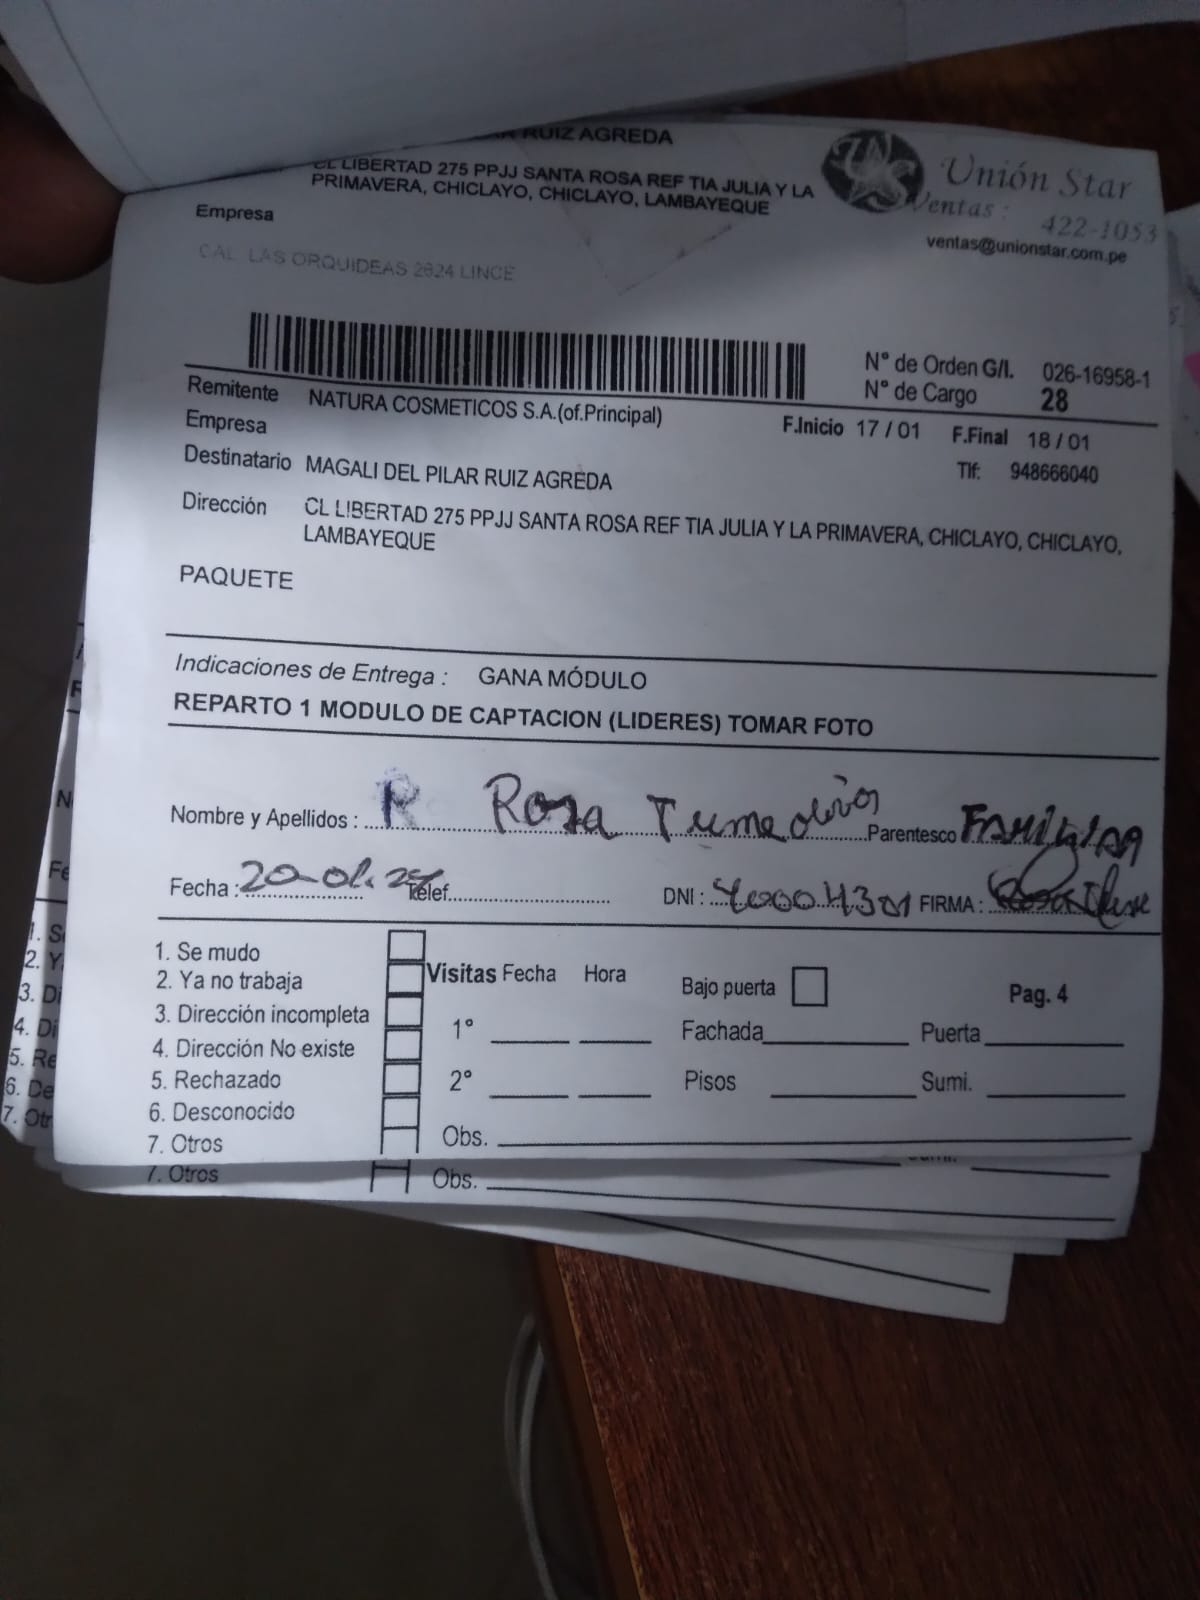 RUIZ AGREDA
CL LIBERTAD 275 PPJJ SANTA ROSA REF TIA JULIA Y LA
PRIMAVERA, CHICLAYO, CHICLAYO, LAMBAYEQUE
Unión Star
Ventas : 422-1053
ventas@unionstar.com.pe
Empresa
CAL. LAS ORQUIDEAS 2824 LINCE
N° de Orden G/I. 026-16958-1
N° de Cargo 28
Remitente NATURA COSMETICOS S.A.(of.Principal)
Empresa
F.Inicio 17 / 01 F.Final 18 / 01
Destinatario MAGALI DEL PILAR RUIZ AGREDA
Tlf: 948666040
Dirección CL LIBERTAD 275 PPJJ SANTA ROSA REF TIA JULIA Y LA PRIMAVERA, CHICLAYO, CHICLAYO,
LAMBAYEQUE
PAQUETE
Indicaciones de Entrega : GANA MÓDULO
REPARTO 1 MODULO DE CAPTACION (LIDERES) TOMAR FOTO
Nombre y Apellidos : R Rosa Parentesco FAMILIAR
Fecha : 20-01. Telef. DNI : 40004301 FIRMA :
1. Se mudo
2. Ya no trabaja
3. Dirección incompleta
4. Dirección No existe
5. Rechazado
6. Desconocido
7. Otros
Visitas Fecha Hora
1°
2°
Obs.
Bajo puerta
Pag. 4
Fachada Puerta
Pisos Sumi.
7. Otros
Obs.